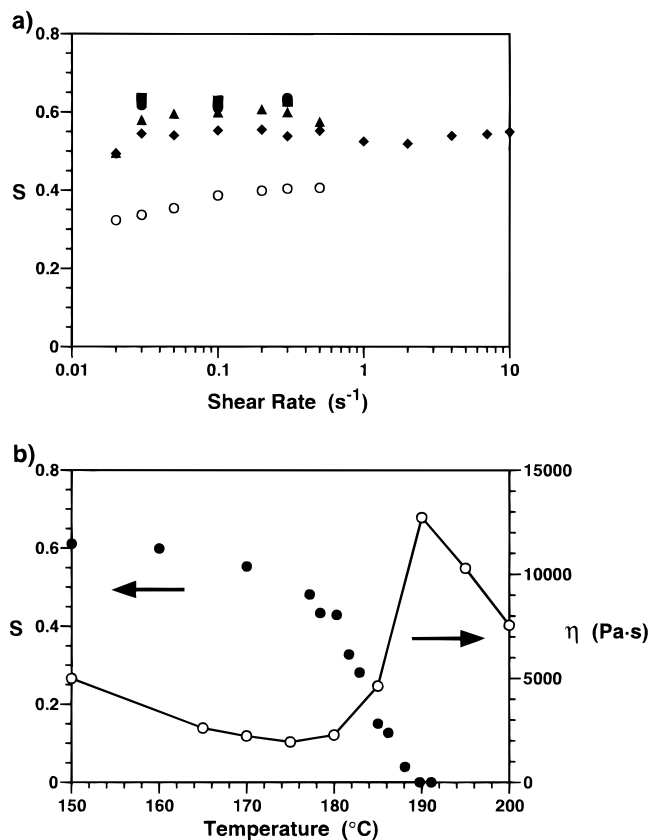 a)
0.8
0.6
0.4
S
0.2
0
0.01 0.1 1 10
Shear Rate (s-1)
b)
0.8 15000
0.6
10000
0.4
S η (Pa·s)
5000
0.2
0 0
150 160 170 180 190 200
Temperature (°C)